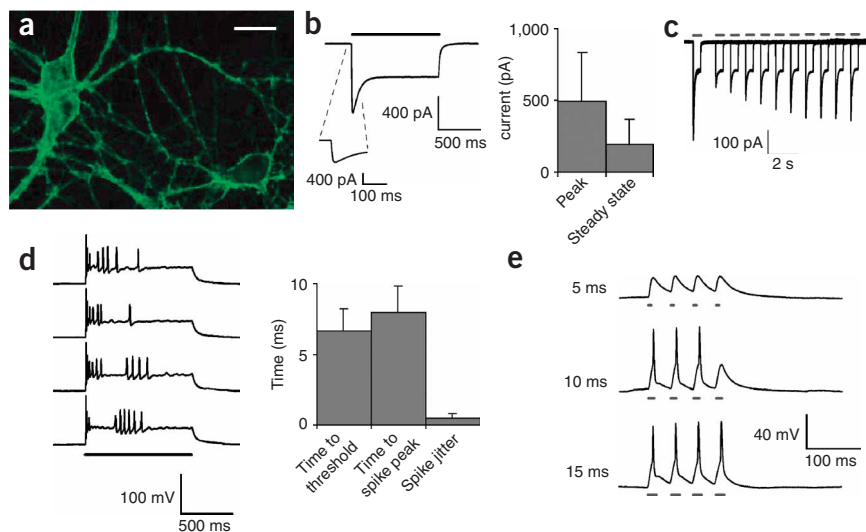 a
b
400 pA
500 ms
400 pA
100 ms
current (pA)
1,000
500
0
Peak
Steady state
c
100 pA
2 s
d
100 mV
500 ms
Time (ms)
10
5
0
Time to
threshold
Time to
spike peak
Spike jitter
e
5 ms
10 ms
15 ms
40 mV
100 ms